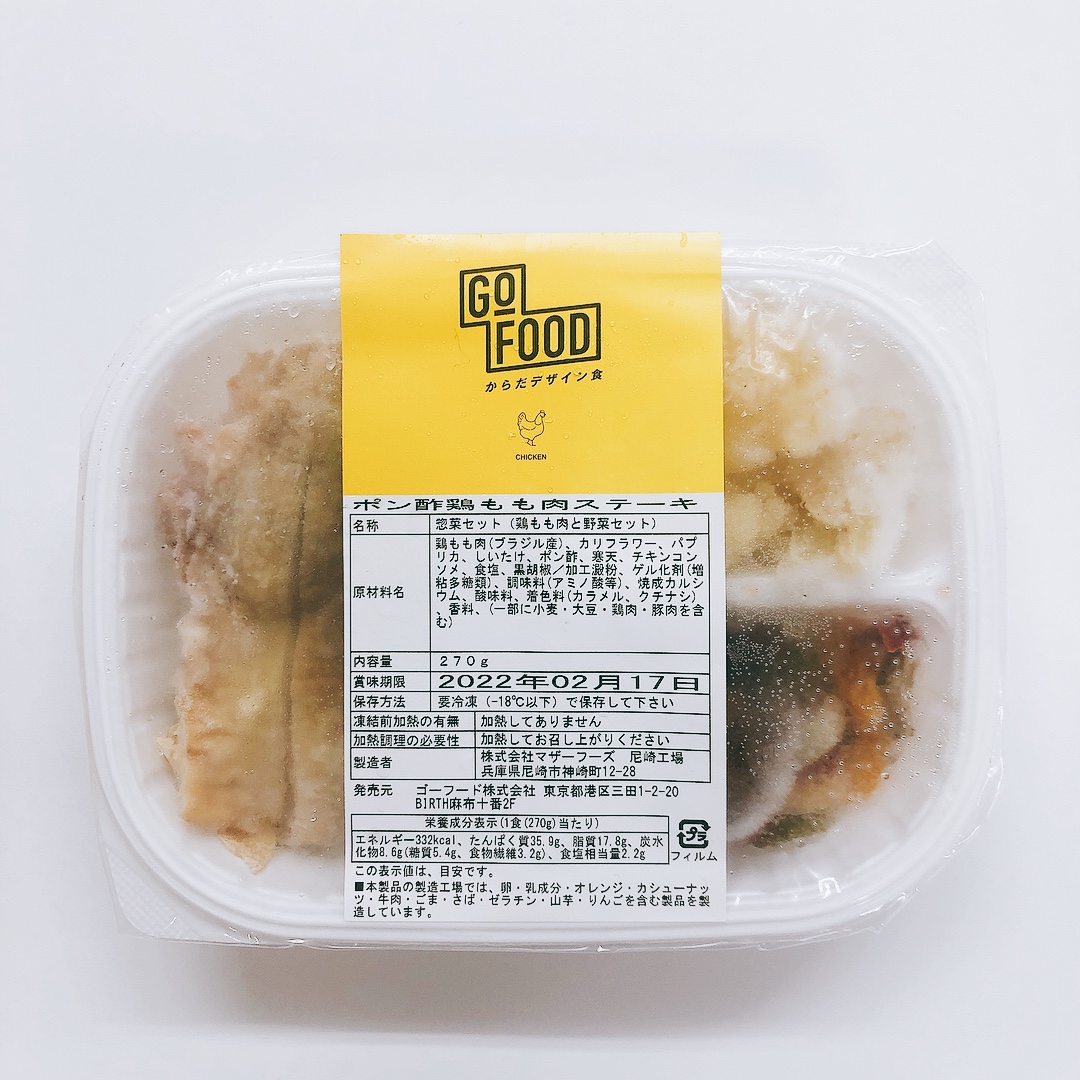 GO
FOOD
からだデザイン食
CHICKEN
ポン酢鶏もも肉ステーキ
名称 惣菜セット（鶏もも肉と野菜セット）
原材料名 鶏もも肉(ブラジル産)、カリフラワー、パプ
リカ、しいたけ、ポン酢、寒天、チキンコン
ソメ、食塩、黒胡椒／加工澱粉、ゲル化剤(増
粘多糖類)、調味料(アミノ酸等)、焼成カルシ
ウム、酸味料、着色料(カラメル、クチナシ)
、香料、(一部に小麦・大豆・鶏肉・豚肉を含
む)
内容量 270g
賞味期限 2022年02月17日
保存方法 要冷凍（-18℃以下）で保存して下さい
凍結前加熱の有無 加熱してありません
加熱調理の必要性 加熱してお召し上がりください
製造者 株式会社マザーフーズ 尼崎工場
兵庫県尼崎市神崎町12-28
発売元 ゴーフード株式会社 東京都港区三田1-2-20
BIRTH麻布十番2F
栄養成分表示(1食(270g)当たり)
エネルギー332kcal、たんぱく質35.9g、脂質17.8g、炭水
化物8.6g(糖質5.4g、食物繊維3.2g)、食塩相当量2.2g
プラ
フィルム
この表示値は、目安です。
■本製品の製造工場では、卵・乳成分・オレンジ・カシューナッ
ツ・牛肉・ごま・さば・ゼラチン・山芋・りんごを含む製品を製
造しています。